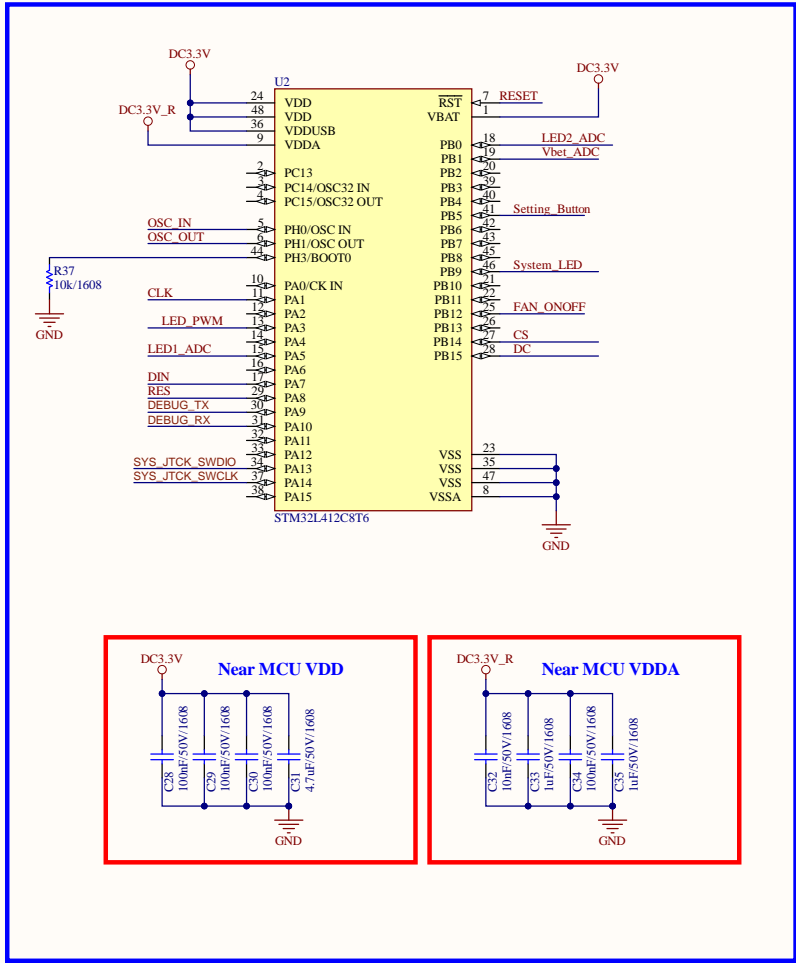 DC3.3V
DC3.3V
U2
DC3.3V_R
24 VDD
48 VDD
36 VDDUSB
9 VDDA
RST 7 RESET
VBAT 1
2 PC13
3 PC14/OSC32 IN
4 PC15/OSC32 OUT
OSC_IN 5 PH0/OSC IN
OSC_OUT 6 PH1/OSC OUT
44 PH3/BOOT0
R37
10k/1608
GND
10 PA0/CK IN
CLK 11 PA1
12 PA2
LED_PWM 13 PA3
14 PA4
LED1_ADC 15 PA5
16 PA6
DIN 17 PA7
RES 29 PA8
DEBUG_TX 30 PA9
DEBUG_RX 31 PA10
32 PA11
33 PA12
SYS_JTCK_SWDIO 34 PA13
SYS_JTCK_SWCLK 37 PA14
38 PA15
PB0 18 LED2_ADC
PB1 19 Vbet_ADC
PB2 20
PB3 39
PB4 40
PB5 41 Setting_Button
PB6 42
PB7 43
PB8 45
PB9 46 System_LED
PB10 21
PB11 22
PB12 25 FAN_ONOFF
PB13 26
PB14 27 CS
PB15 28 DC
VSS 23
VSS 35
VSS 47
VSSA 8
STM32L412C8T6
GND
DC3.3V
Near MCU VDD
C28
100nF/50V/1608
C29
100nF/50V/1608
C30
100nF/50V/1608
C31
4.7uF/50V/1608
GND
DC3.3V_R
Near MCU VDDA
C32
10nF/50V/1608
C33
1uF/50V/1608
C34
100nF/50V/1608
C35
1uF/50V/1608
GND